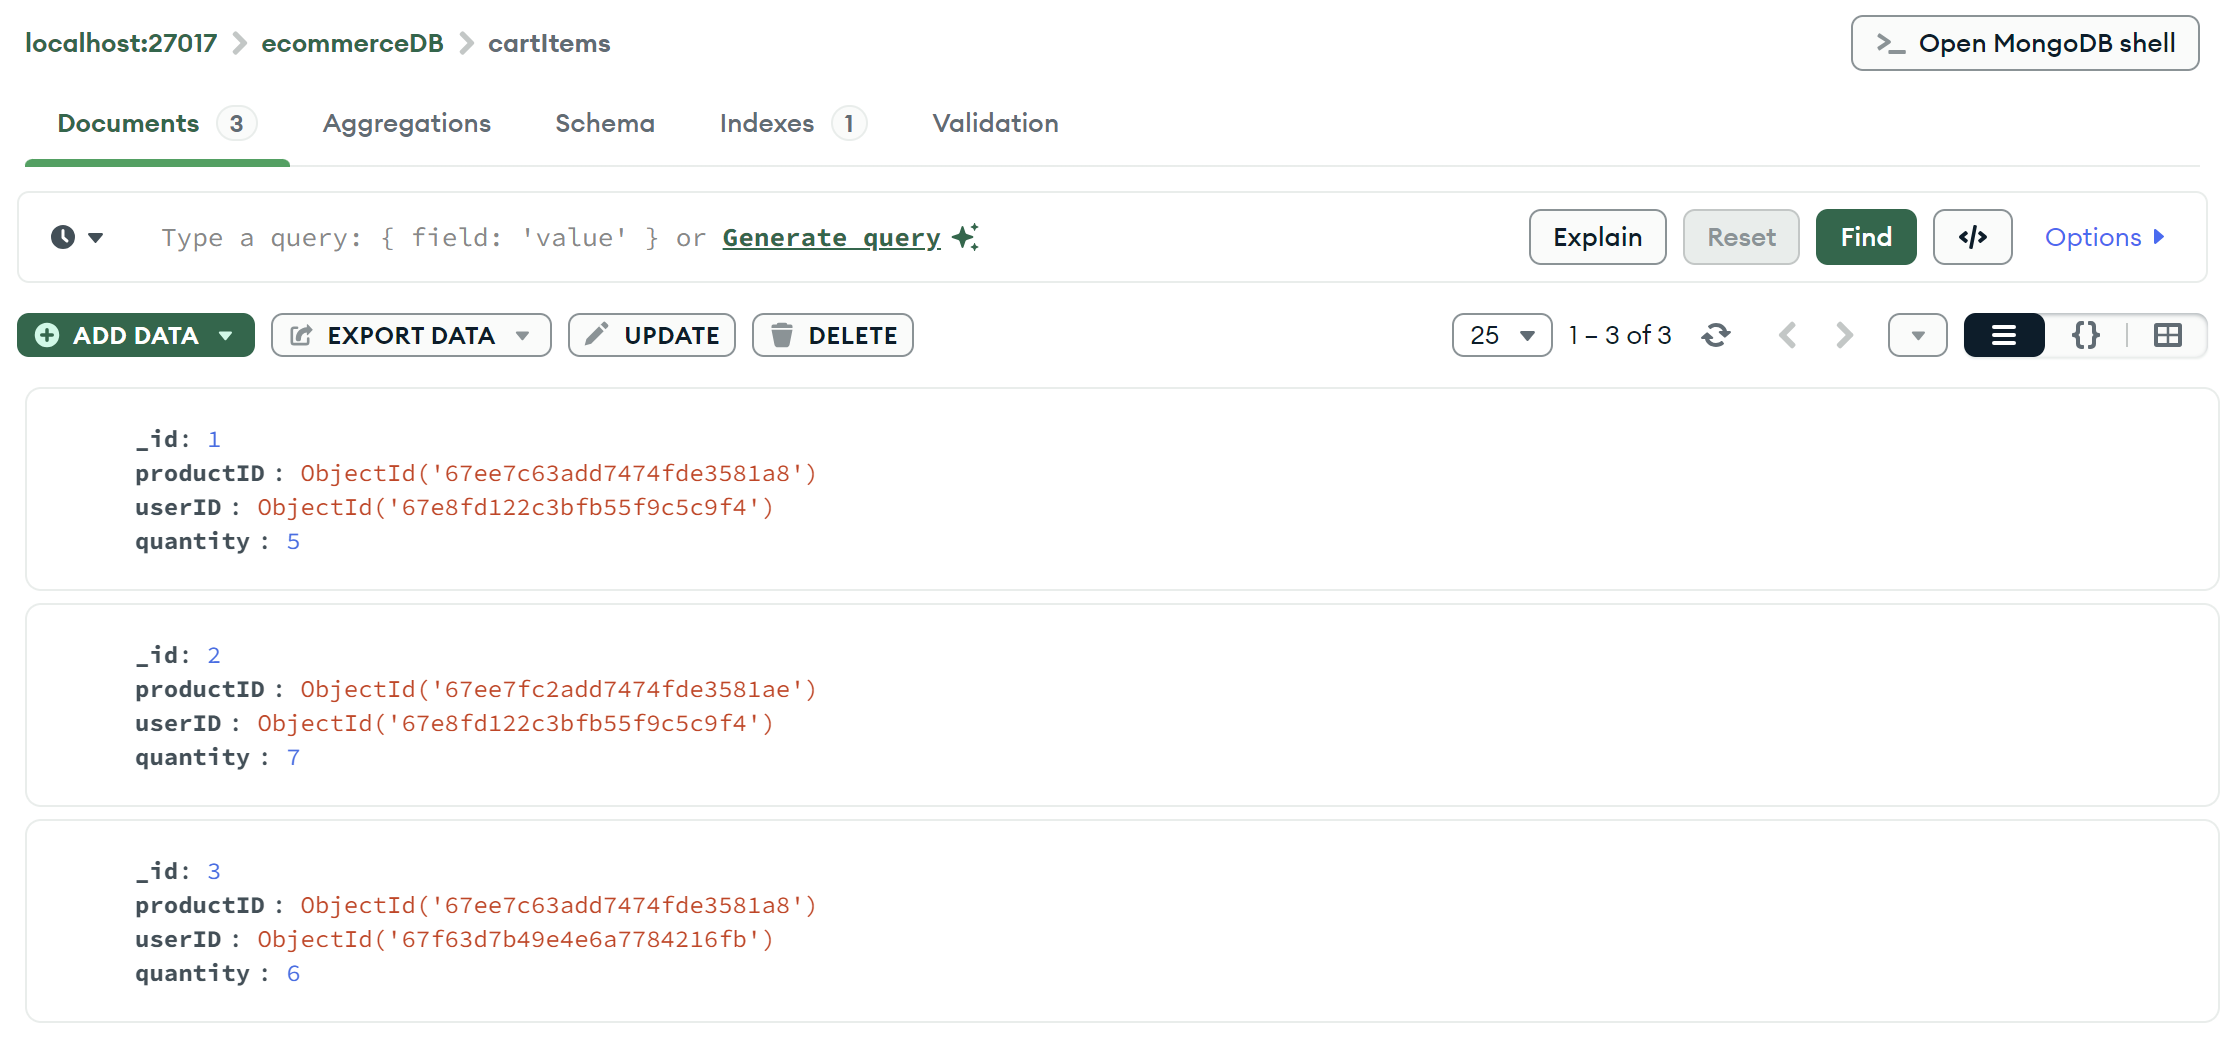 localhost:27017 ecommerceDB cartItems
>_ Open MongoDB shell
Documents 3 Aggregations Schema Indexes 1 Validation
Type a query: { field: 'value' } or Generate query
Explain Reset Find </> Options
ADD DATA EXPORT DATA UPDATE DELETE 25 1 – 3 of 3 {}
_id: 1
productID : ObjectId('67ee7c63add7474fde3581a8')
userID : ObjectId('67e8fd122c3bfb55f9c5c9f4')
quantity : 5
_id: 2
productID : ObjectId('67ee7fc2add7474fde3581ae')
userID : ObjectId('67e8fd122c3bfb55f9c5c9f4')
quantity : 7
_id: 3
productID : ObjectId('67ee7c63add7474fde3581a8')
userID : ObjectId('67f63d7b49e4e6a7784216fb')
quantity : 6